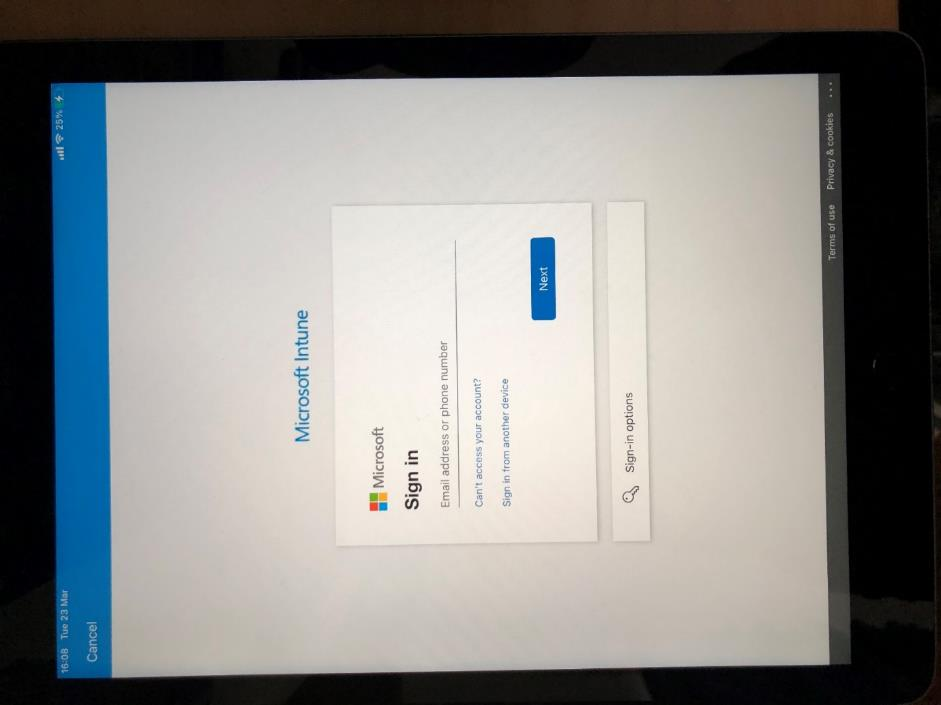 16:08 Tue 23 Mar
25%
Cancel
Microsoft Intune
Microsoft
Sign in
Email address or phone number
Can't access your account?
Sign in from another device
Next
Sign-in options
Terms of use Privacy & cookies ...